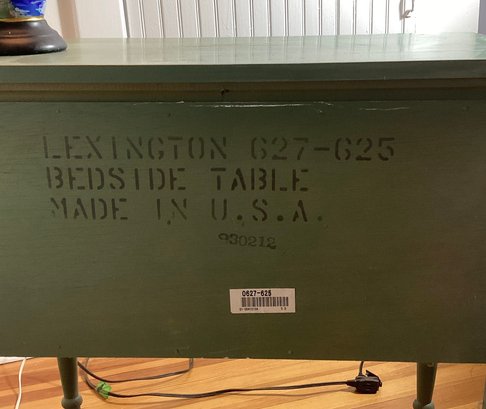 LEXINGTON 627-625
BEDSIDE TABLE
MADE IN U.S.A.
930212
0627-625